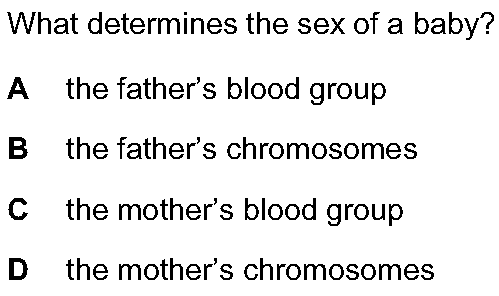 What determines the sex of a baby?
A the father’s blood group
B the father’s chromosomes
C the mother’s blood group
D the mother’s chromosomes